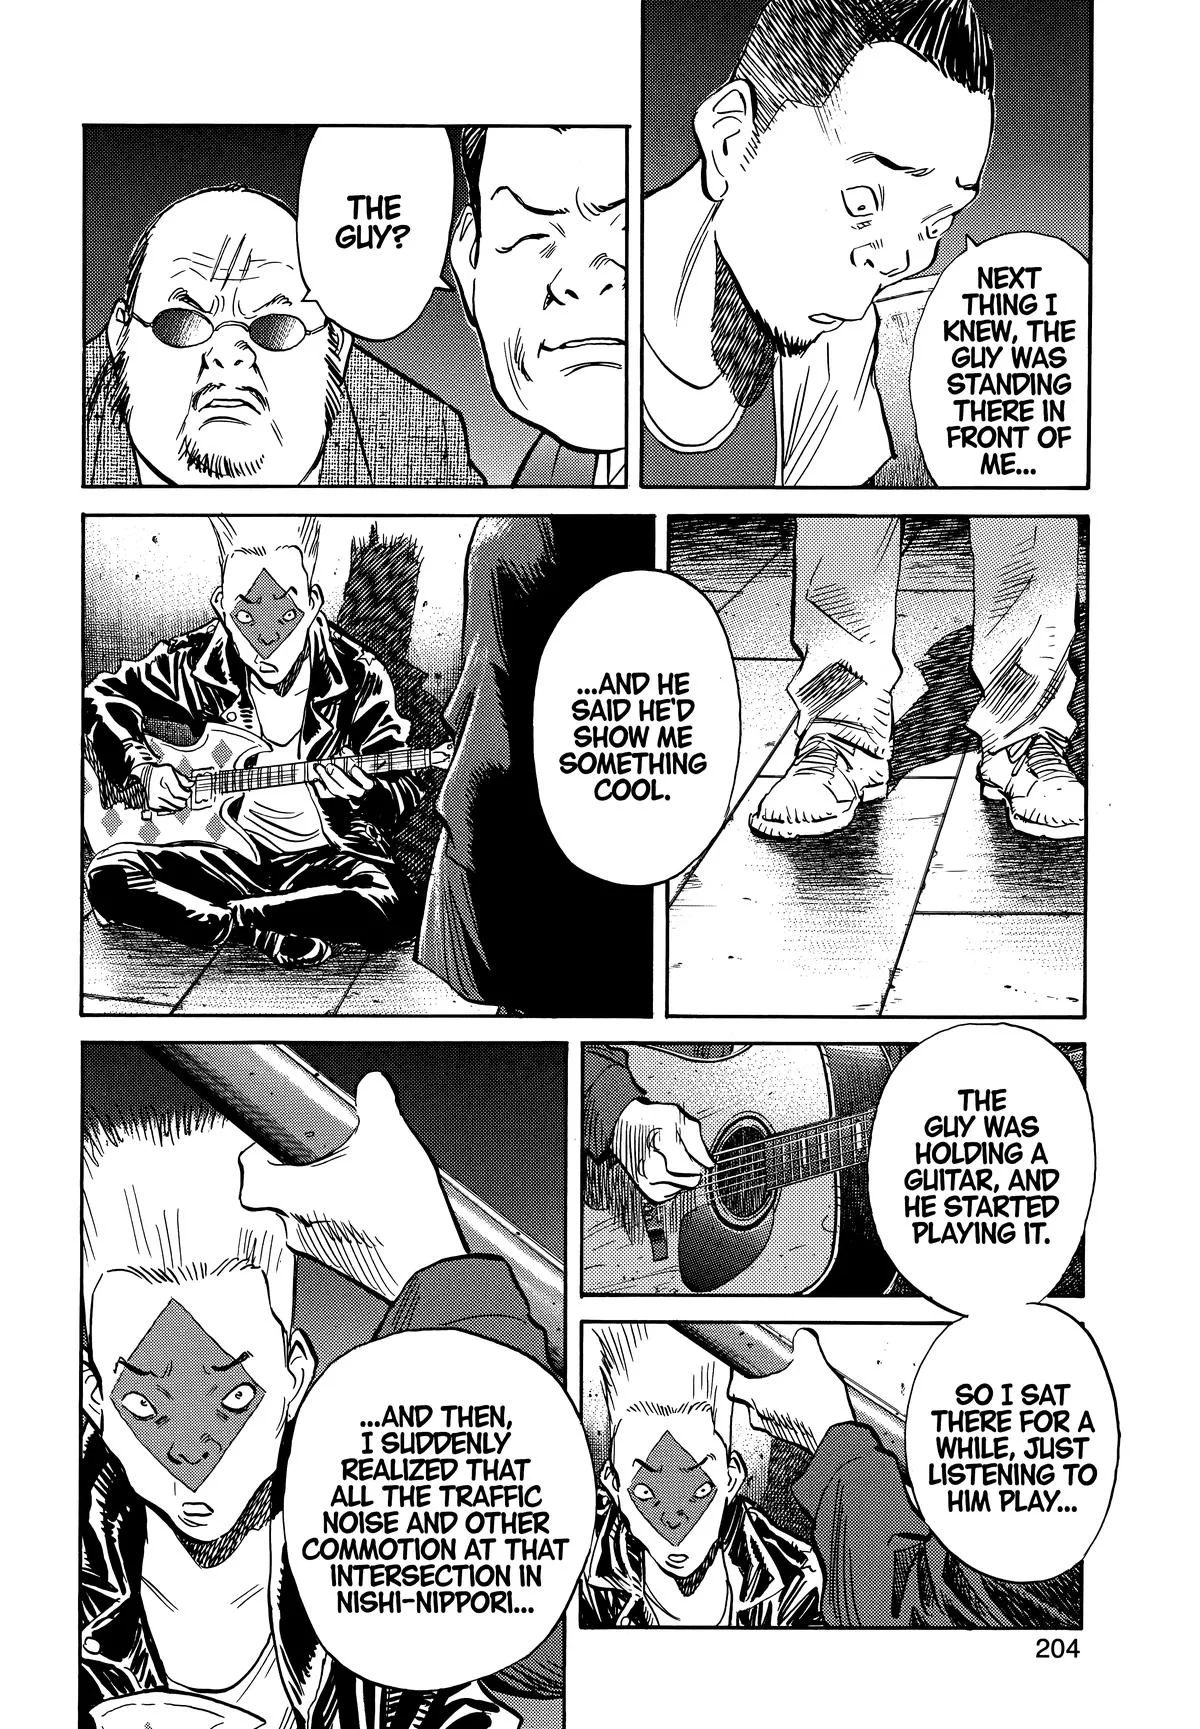 NEXT
THING I
KNEW, THE
GUY WAS
STANDING
THERE IN
FRONT OF
ME...
THE
GUY?
...AND HE
SAID HE'D
SHOW ME
SOMETHING
COOL.
THE
GUY WAS
HOLDING A
GUITAR, AND
HE STARTED
PLAYING IT.
SO I SAT
THERE FOR A
WHILE, JUST
LISTENING TO
HIM PLAY...
...AND THEN,
I SUDDENLY
REALIZED THAT
ALL THE TRAFFIC
NOISE AND OTHER
COMMOTION AT THAT
INTERSECTION IN
NISHI-NIPPORI...
204